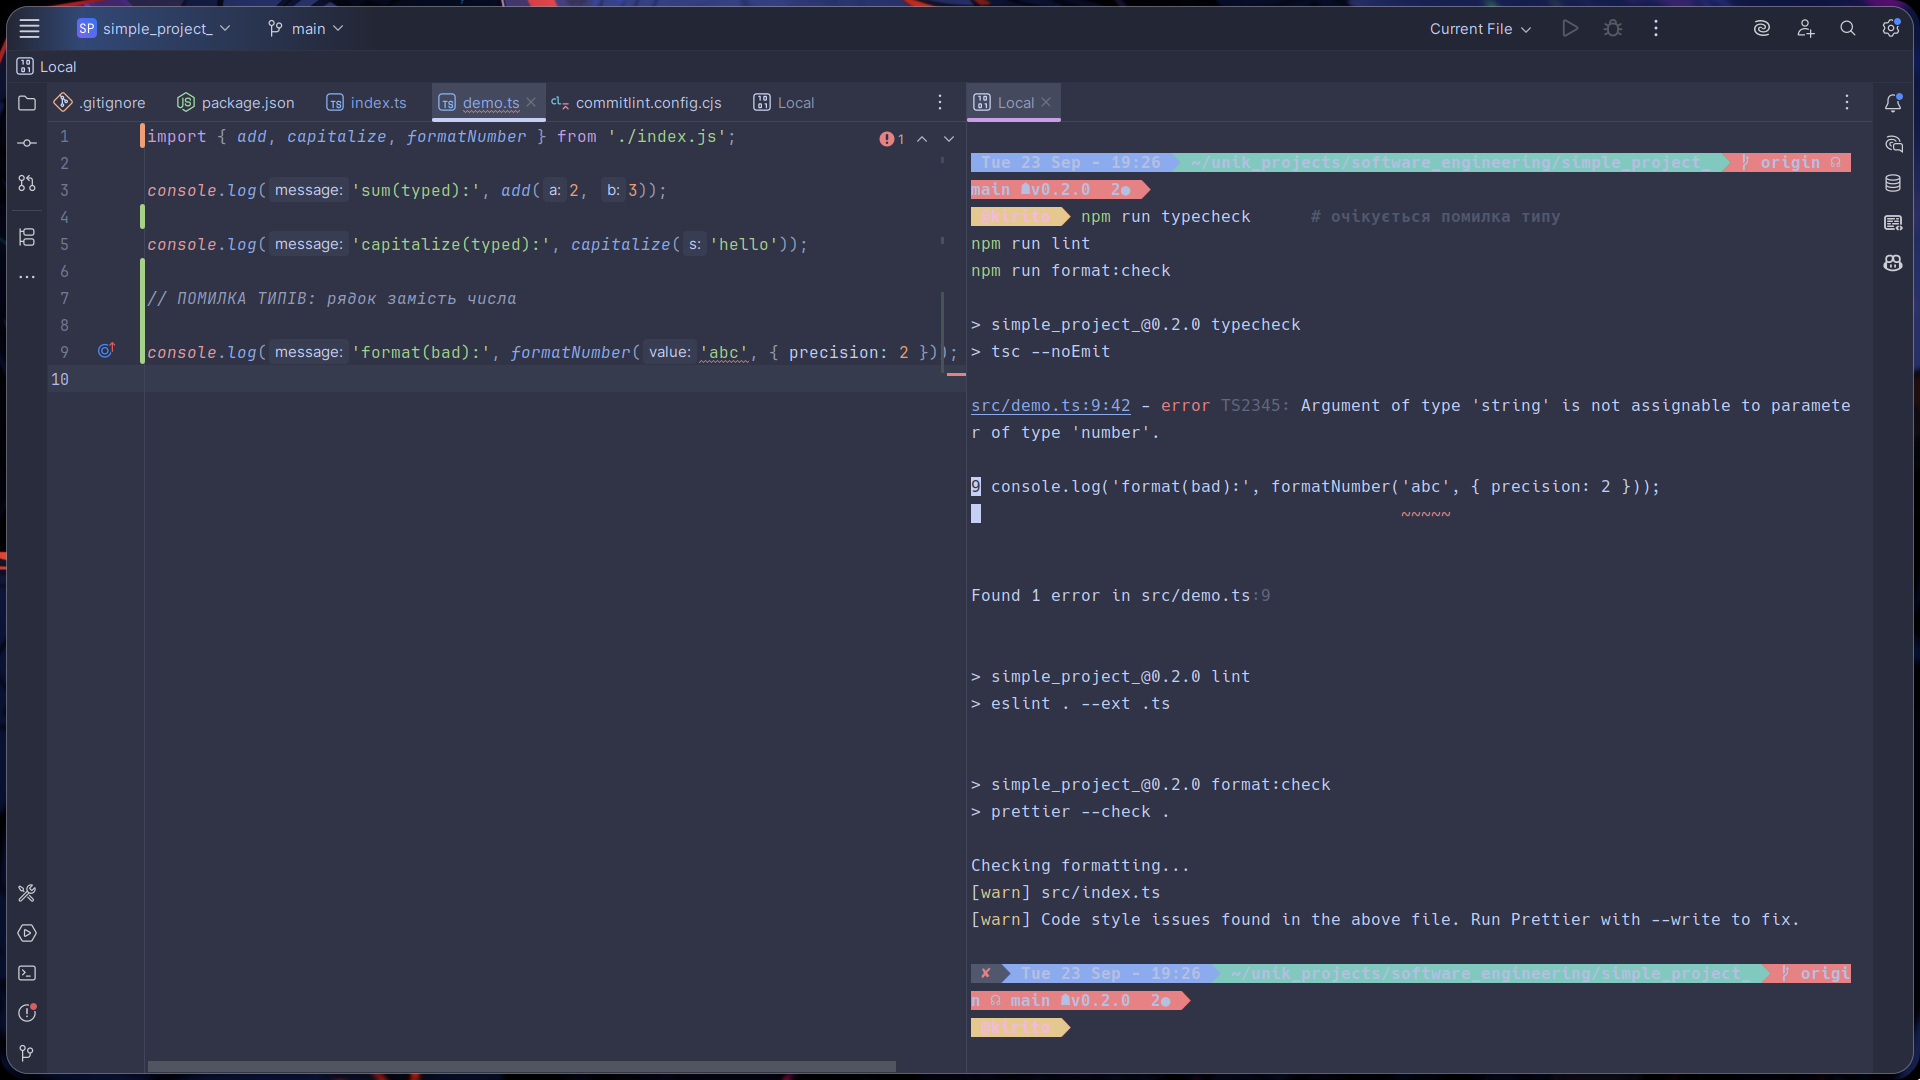 SP simple_project_ main Current File
Local
.gitignore package.json index.ts demo.ts commitlint.config.cjs Local
1 import { add, capitalize, formatNumber } from './index.js'; 1
2
3 console.log( message: 'sum(typed):', add( a: 2, b: 3));
4
5 console.log( message: 'capitalize(typed):', capitalize( s: 'hello'));
6
7 // ПОМИЛКА ТИПІВ: рядок замість числа
8
9 console.log( message: 'format(bad):', formatNumber( value: 'abc', { precision: 2 }));
10
Local
Tue 23 Sep - 19:26 ~/unik_projects/software_engineering/simple_project_ origin
main v0.2.0 2●
@kirito npm run typecheck # очікується помилка типу
npm run lint
npm run format:check
> simple_project_@0.2.0 typecheck
> tsc --noEmit
src/demo.ts:9:42 - error TS2345: Argument of type 'string' is not assignable to paramete
r of type 'number'.
9 console.log('format(bad):', formatNumber('abc', { precision: 2 }));
~~~~~
Found 1 error in src/demo.ts:9
> simple_project_@0.2.0 lint
> eslint . --ext .ts
> simple_project_@0.2.0 format:check
> prettier --check .
Checking formatting...
[warn] src/index.ts
[warn] Code style issues found in the above file. Run Prettier with --write to fix.
✘ Tue 23 Sep - 19:26 ~/unik_projects/software_engineering/simple_project_ origi
n main v0.2.0 2●
@kirito